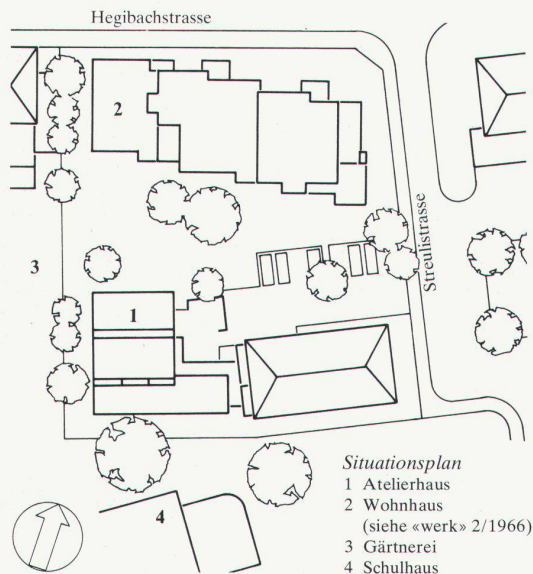 Hegibachstrasse
2
3
Streulistrasse
1
4
Situationsplan
1 Atelierhaus
2 Wohnhaus
(siehe «werk» 2/1966)
3 Gärtnerei
4 Schulhaus